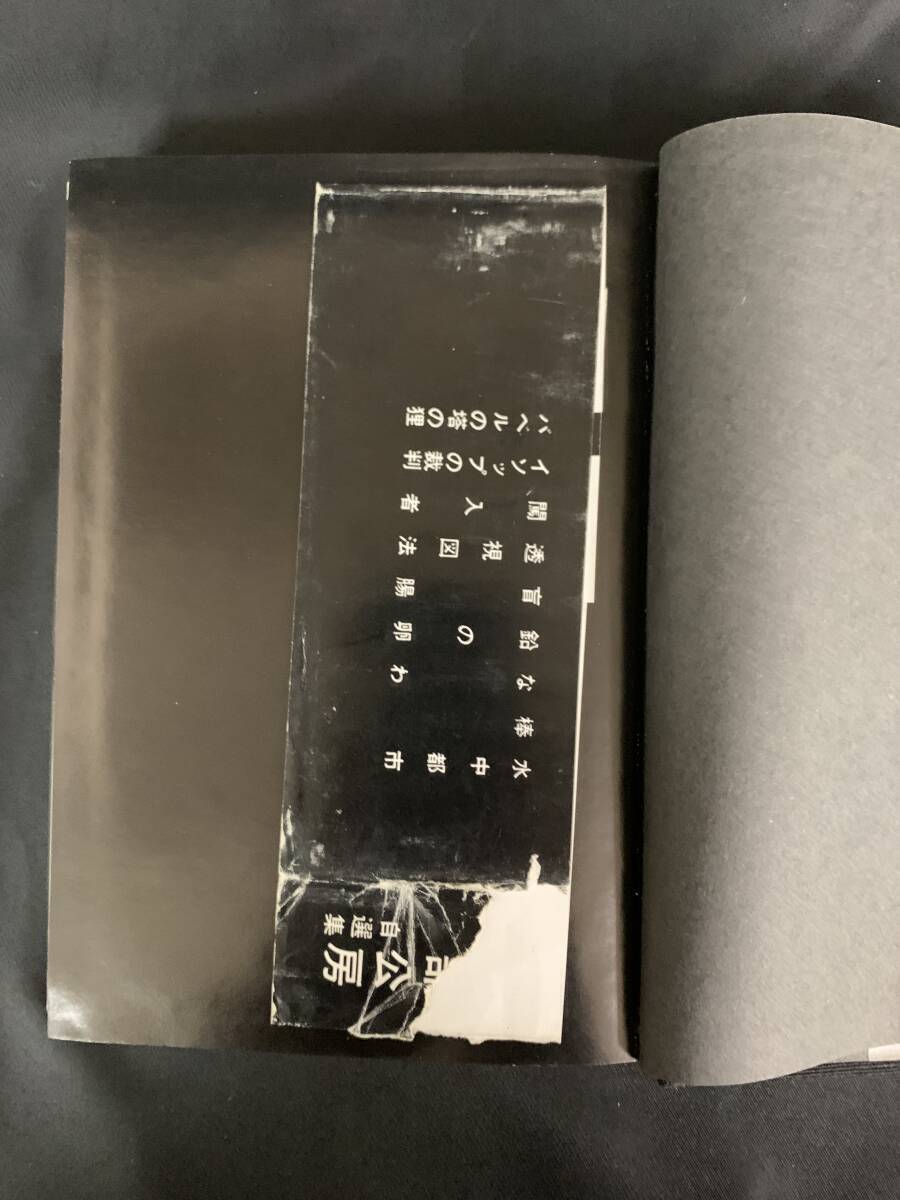 公房
自選集
水中都市
棒
なわ
鉛の卵
盲腸
透視図法
闖入者
イソップの裁判
バベルの塔の狸